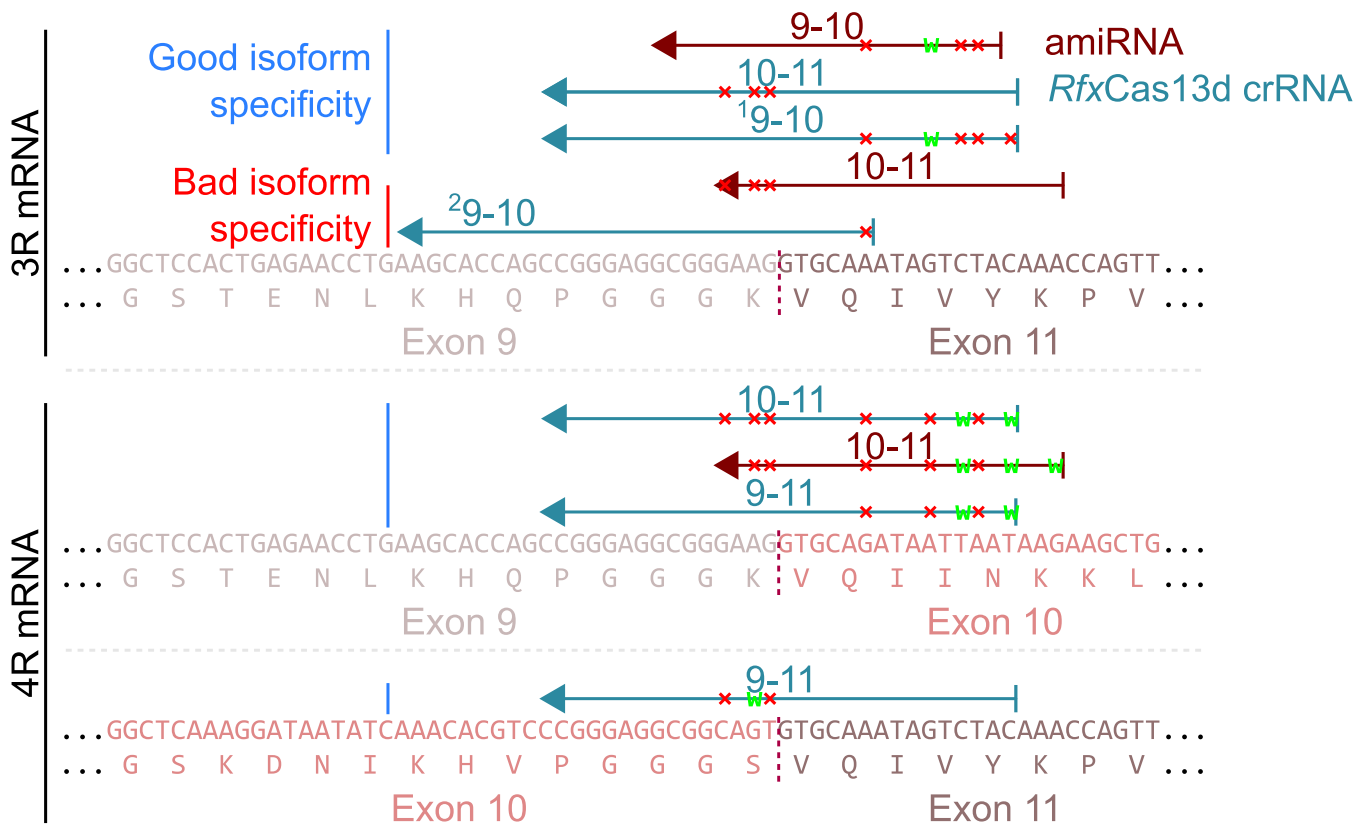 9-10
amiRNA
Good isoform
specificity
10-11
RfxCas13d crRNA
¹9-10
Bad isoform
specificity
10-11
²9-10
3R mRNA
...GGCTCCACTGAGAACCTGAAGCACCAGCCGGGAGGCGGGAAGGTGCAAATAGTCTACAAACCAGTT...
... G S T E N L K H Q P G G G K V Q I V Y K P V ...
Exon 9
Exon 11
10-11
w
w
10-11
w
w
w
9-11
w
w
4R mRNA
...GGCTCCACTGAGAACCTGAAGCACCAGCCGGGAGGCGGGAAGGTGCAGATAATTAATAAGAAGCTG...
... G S T E N L K H Q P G G G K V Q I I N K K L ...
Exon 9
Exon 10
9-11
w
...GGCTCAAAGGATAATATCAAACACGTCCCGGGAGGCGGCAGTGTGCAAATAGTCTACAAACCAGTT...
... G S K D N I K H V P G G G S V Q I V Y K P V ...
Exon 10
Exon 11